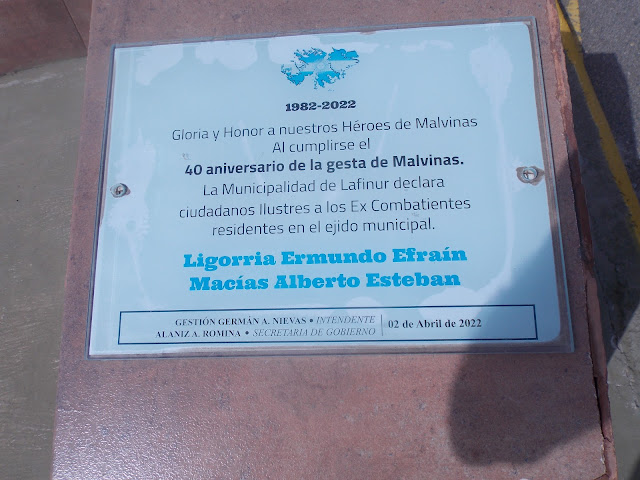 1982-2022
Gloria y Honor a nuestros Héroes de Malvinas
Al cumplirse el
40 aniversario de la gesta de Malvinas.
La Municipalidad de Lafinur declara
ciudadanos Ilustres a los Ex Combatientes
residentes en el ejido municipal.
Ligorria Ermundo Efraín
Macías Alberto Esteban
GESTIÓN GERMÁN A. NIEVAS • INTENDENTE
ALANIZ A. ROMINA • SECRETARIA DE GOBIERNO
02 de Abril de 2022